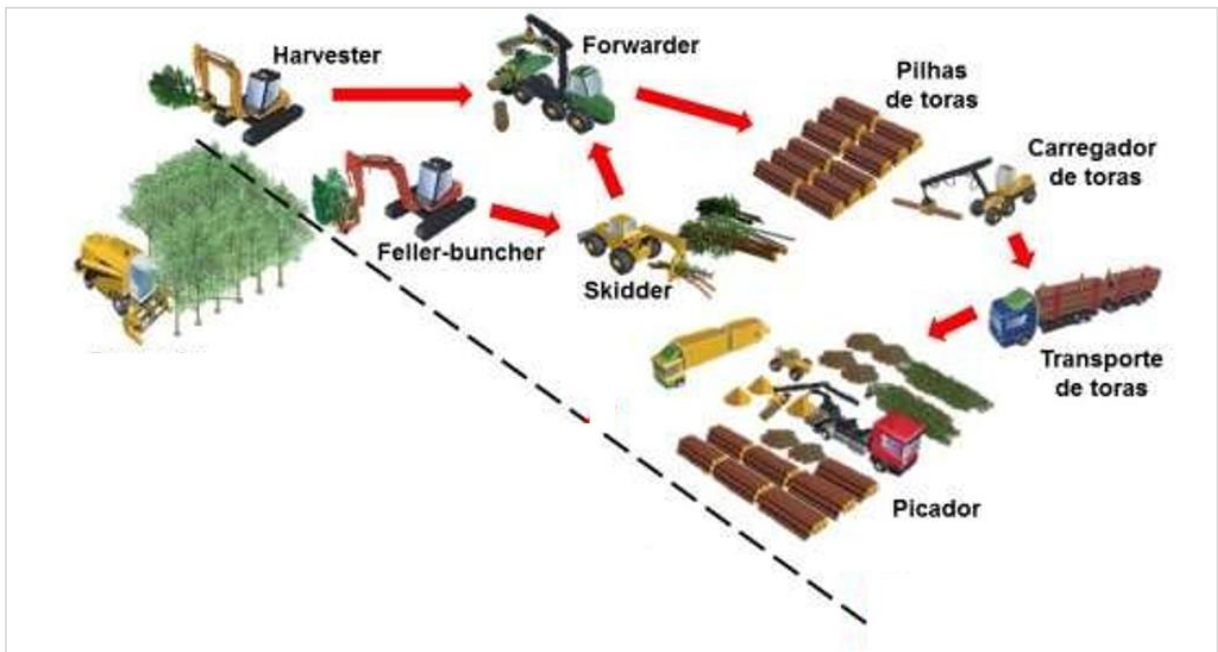 Harvester
Forwarder
Pilhas
de toras
Carregador
de toras
Feller-buncher
Skidder
Transporte
de toras
Picador